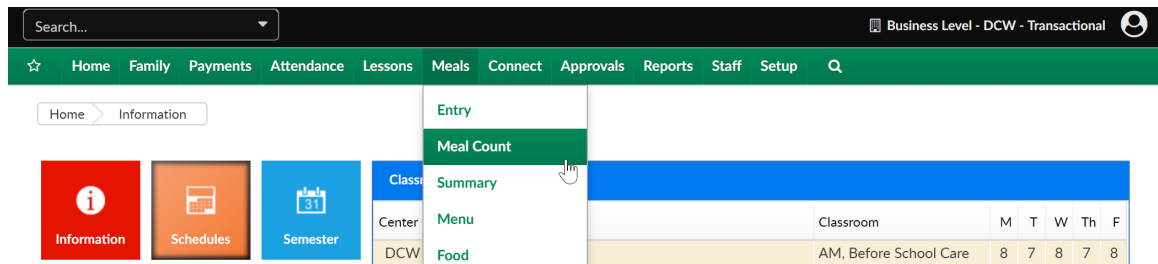 Search...
Business Level - DCW - Transactional
Home Family Payments Attendance Lessons Meals Connect Approvals Reports Staff Setup
Home Information
Entry
Meal Count
Summary
Menu
Food
Information
Schedules
31
Semester
Center Classroom M T W Th F
DCW AM, Before School Care 8 7 8 7 8